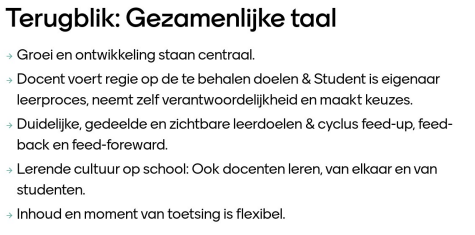 Terugblik: Gezamenlijke taal
→ Groei en ontwikkeling staan centraal.
→ Docent voert regie op de te behalen doelen & Student is eigenaar
leerproces, neemt zelf verantwoordelijkheid en maakt keuzes.
→ Duidelijke, gedeelde en zichtbare leerdoelen & cyclus feed-up, feed-
back en feed-foreward.
→ Lerende cultuur op school: Ook docenten leren, van elkaar en van
studenten.
→ Inhoud en moment van toetsing is flexibel.